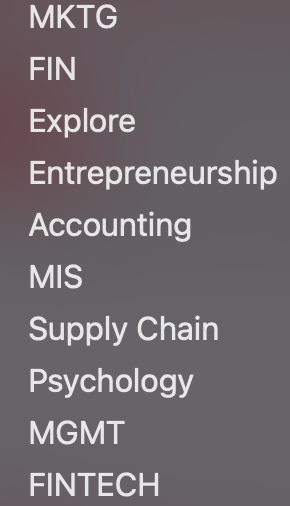 MKTG
FIN
Explore
Entrepreneurship
Accounting
MIS
Supply Chain
Psychology
MGMT
FINTECH